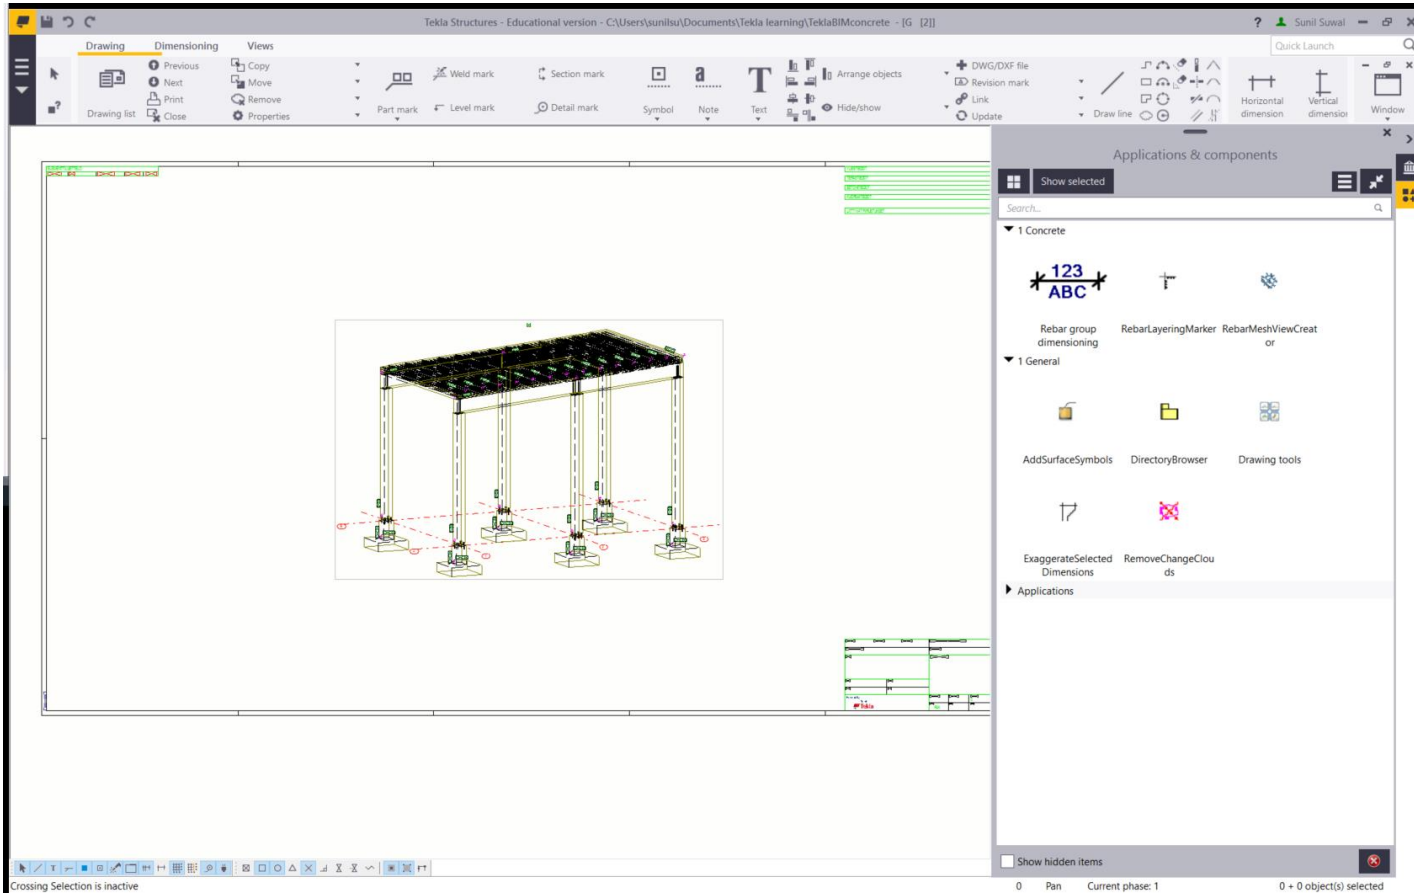 Tekla Structures - Educational version - C:\Users\sunilsu\Documents\Tekla learning\TeklaBIMconcrete - [G [2]]
? Sunil Suwal
Drawing Dimensioning Views
Quick Launch
Drawing list
Previous
Next
Print
Close
Copy
Move
Remove
Properties
Part mark
Weld mark
Level mark
Section mark
Detail mark
Symbol
a
Note
T
Text
Arrange objects
Hide/show
DWG/DXF file
Revision mark
Link
Update
Draw line
Horizontal
dimension
Vertical
dimension
Window
Applications & components
Show selected
Search...
1 Concrete
123
ABC
Rebar group
dimensioning
RebarLayeringMarker
RebarMeshViewCreat
or
1 General
AddSurfaceSymbols
DirectoryBrowser
Drawing tools
ExaggerateSelected
Dimensions
RemoveChangeClou
ds
Applications
Tekla
Show hidden items
Crossing Selection is inactive
0 Pan Current phase: 1 0 + 0 object(s) selected